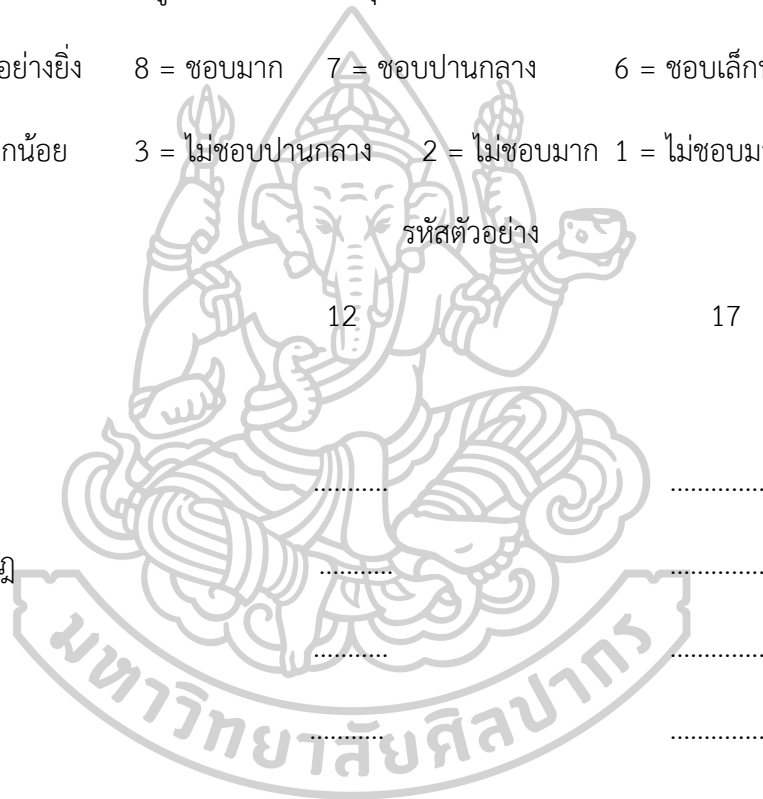 อย่างยิ่ง 8 = ชอบมาก 7 = ชอบปานกลาง 6 = ชอบเล็ก
กน้อย 3 = ไม่ชอบปานกลาง 2 = ไม่ชอบมาก 1 = ไม่ชอบ
รหัสตัวอย่าง
12 17
........... ..............
ฎ ........... ..............
........... ..............
........... ..............
มหาวิทยาลัยศิลปากร